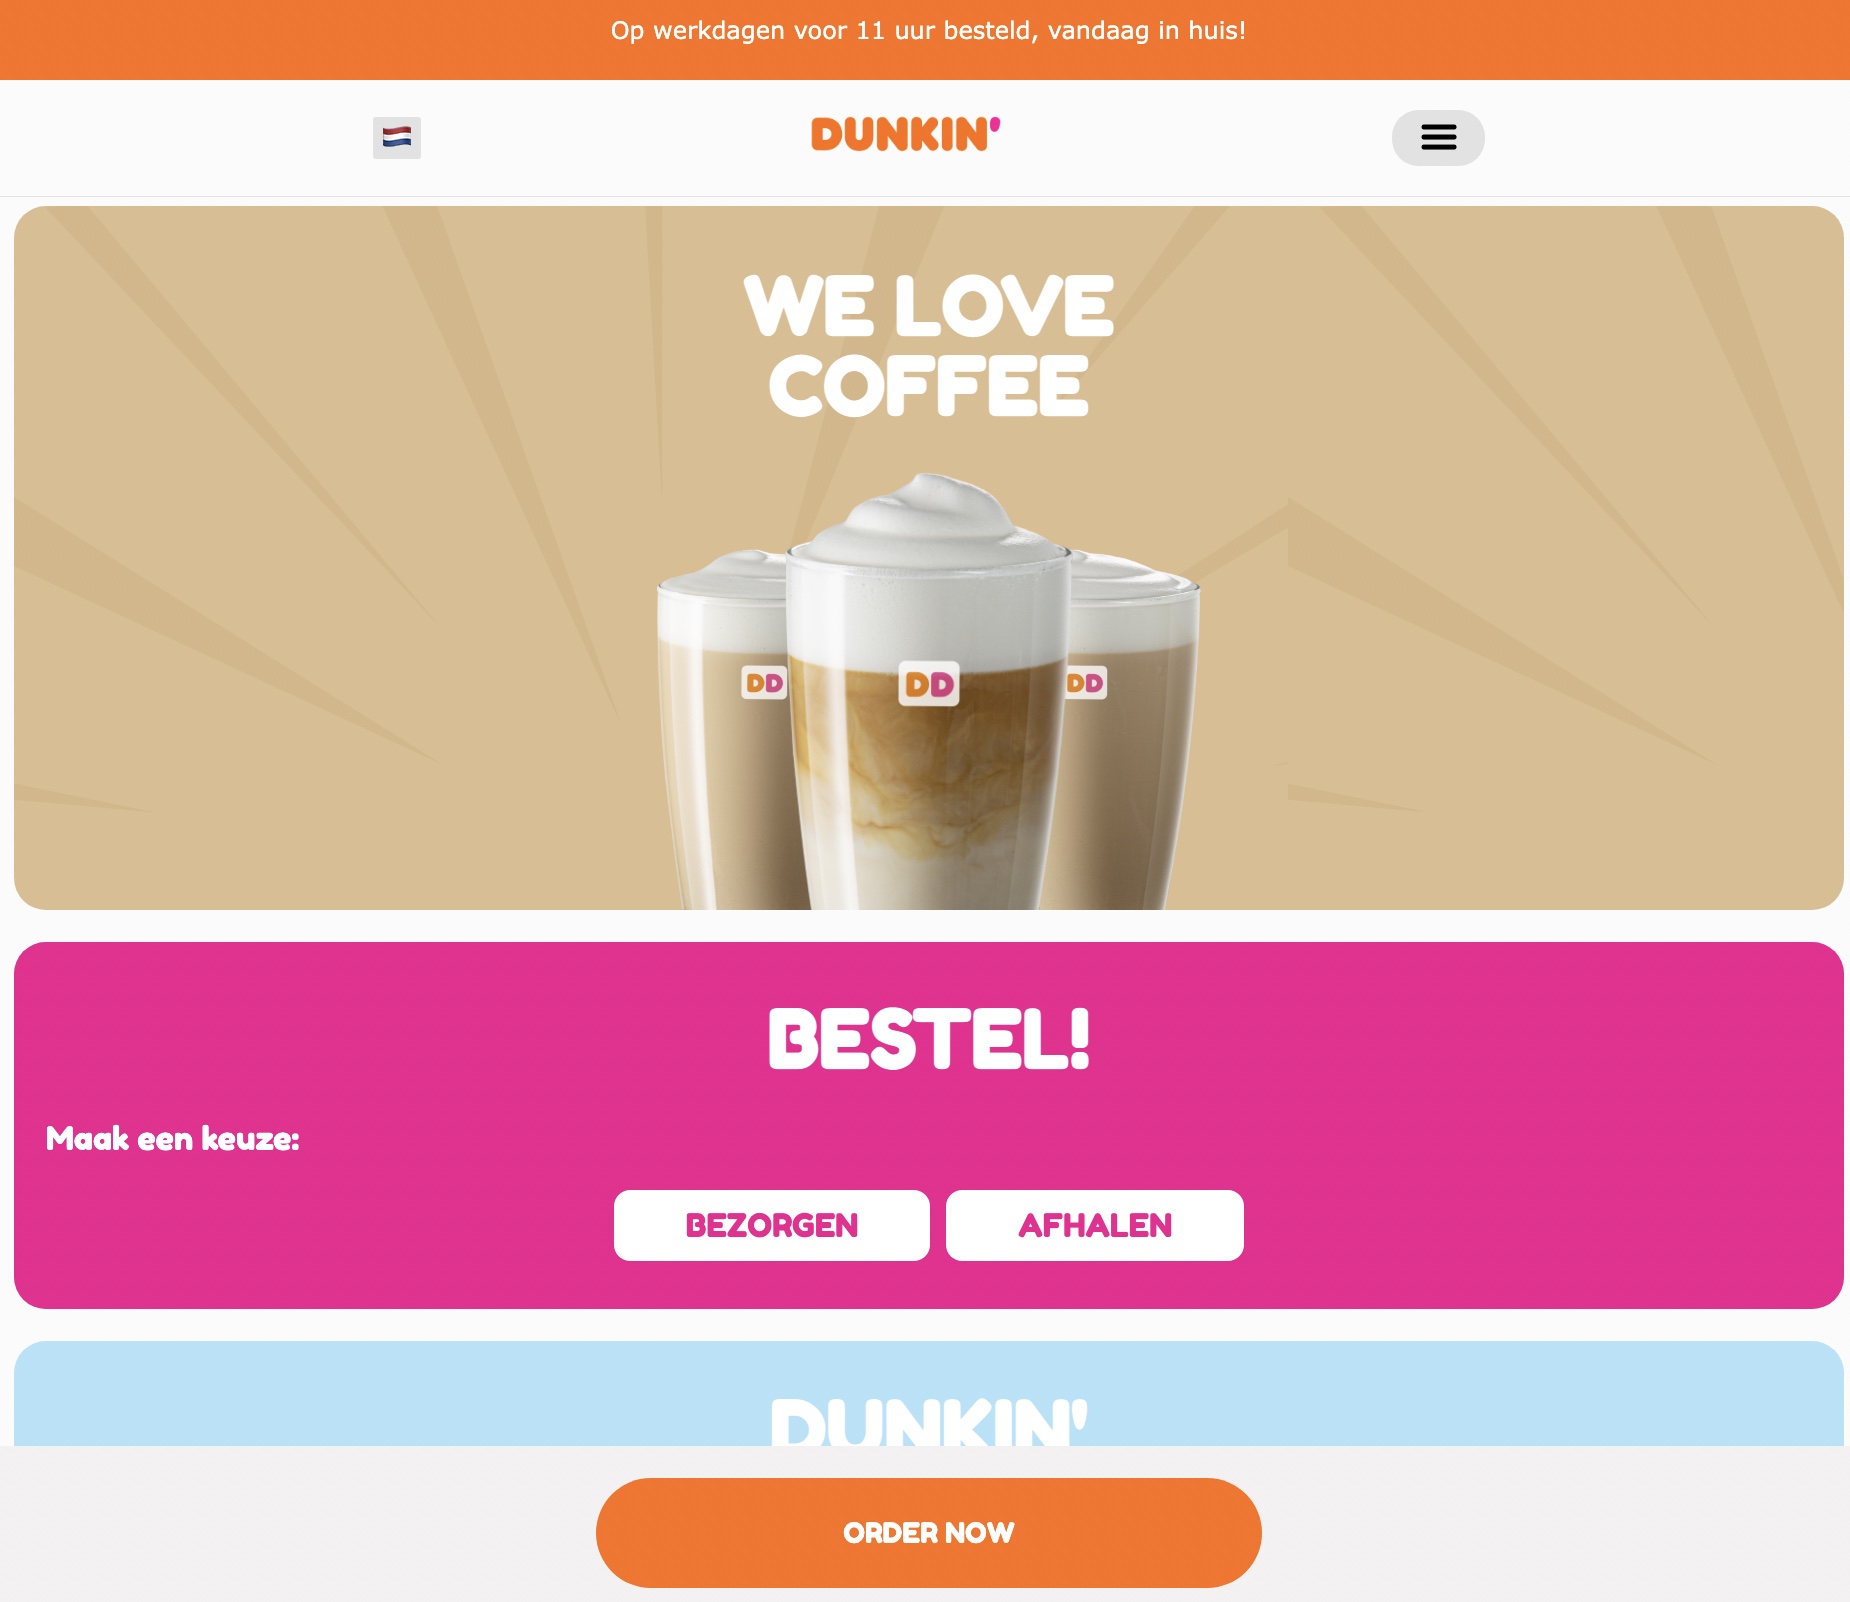 Op werkdagen voor 11 uur besteld, vandaag in huis!
DUNKIN'
WE LOVE
COFFEE
DD DD DD
BESTEL!
Maak een keuze:
BEZORGEN AFHALEN
DUNKIN'
ORDER NOW